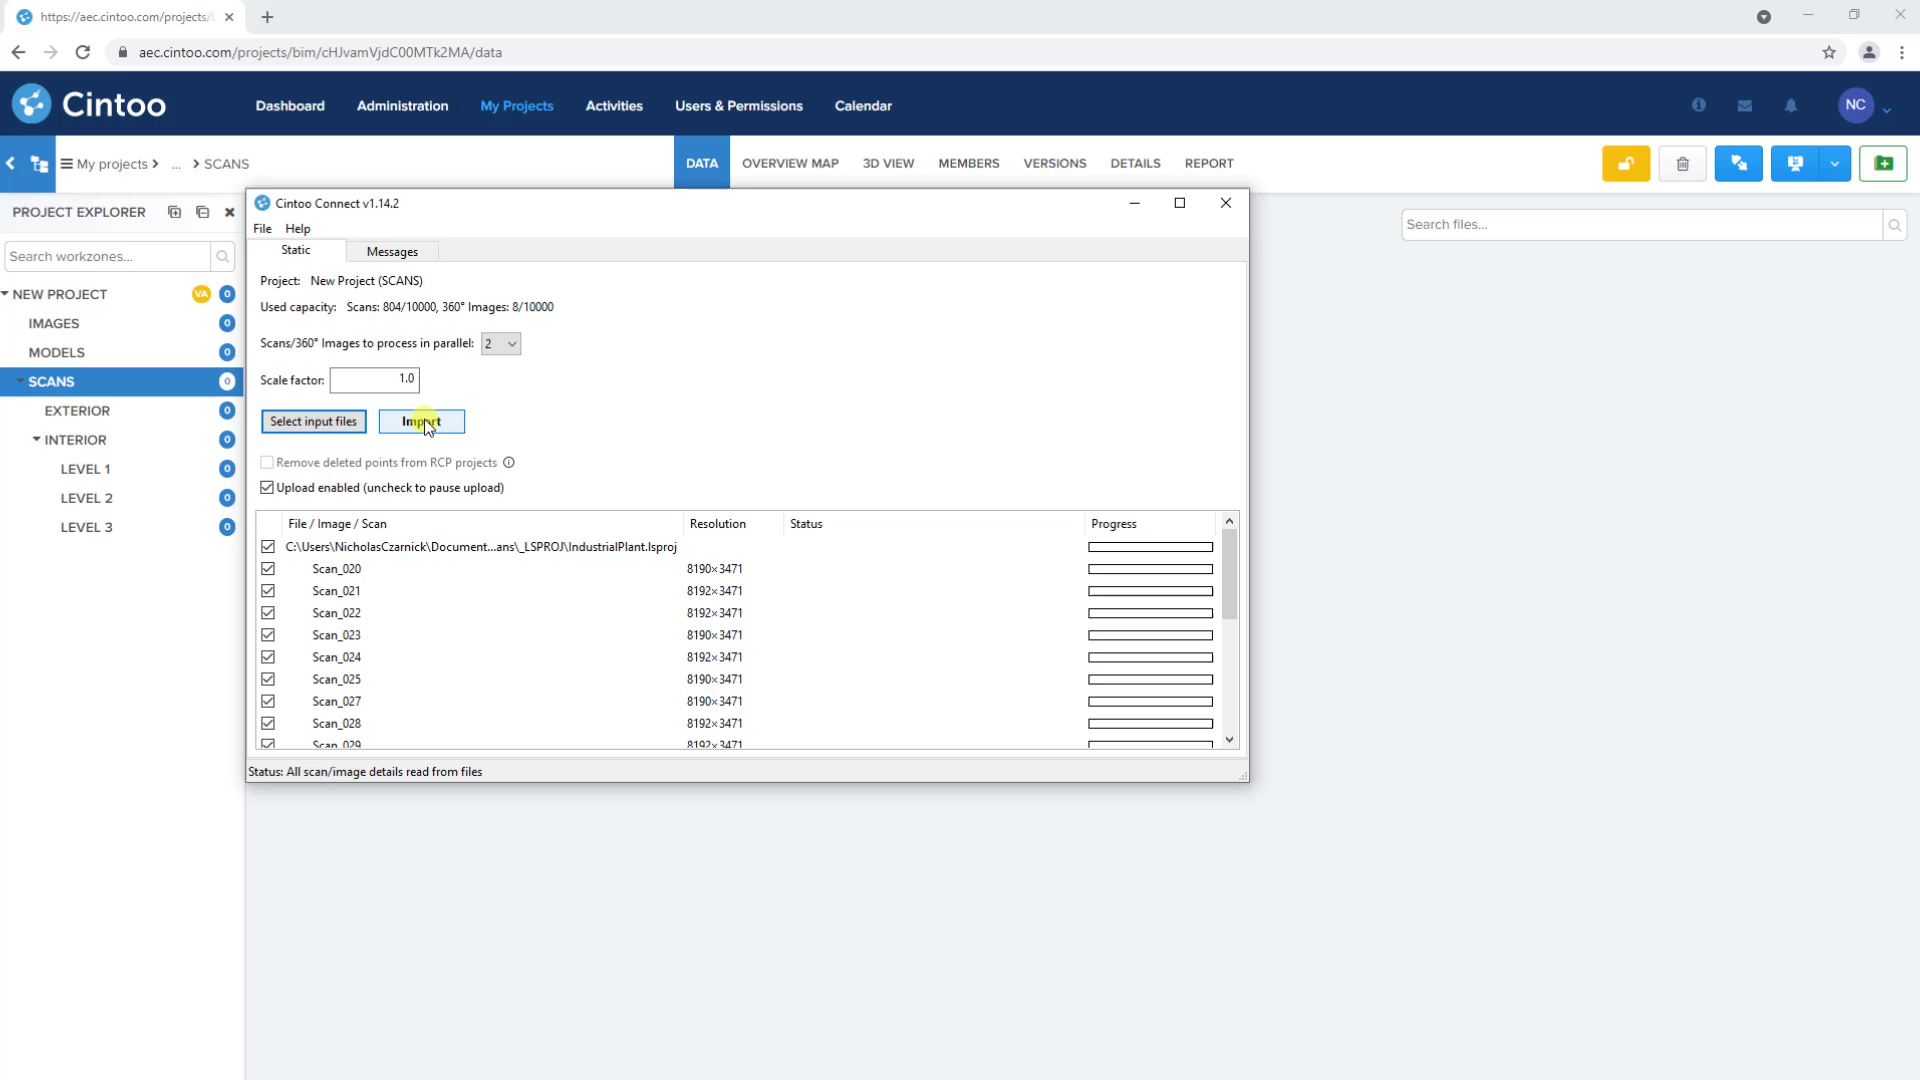 https://aec.cintoo.com/projects/
aec.cintoo.com/projects/bim/cHJvamVjdC00MTk2MA/data
Cintoo
Dashboard Administration My Projects Activities Users & Permissions Calendar
NC
My projects > ... > SCANS
DATA OVERVIEW MAP 3D VIEW MEMBERS VERSIONS DETAILS REPORT
PROJECT EXPLORER
Search workzones...
NEW PROJECT VA 0
IMAGES 0
MODELS 0
SCANS 0
EXTERIOR 0
INTERIOR 0
LEVEL 1 0
LEVEL 2 0
LEVEL 3 0
Cintoo Connect v1.14.2
File Help
Static Messages
Project: New Project (SCANS)
Used capacity: Scans: 804/10000, 360° Images: 8/10000
Scans/360° Images to process in parallel: 2
Scale factor: 1.0
Select input files Import
Remove deleted points from RCP projects
Upload enabled (uncheck to pause upload)
File / Image / Scan Resolution Status Progress
C:\Users\NicholasCzarnick\Document...ans\_LSPROJ\IndustrialPlant.lsproj
Scan_020 8190×3471
Scan_021 8192×3471
Scan_022 8192×3471
Scan_023 8190×3471
Scan_024 8192×3471
Scan_025 8190×3471
Scan_027 8190×3471
Scan_028 8192×3471
Scan_029 8192×3471
Status: All scan/image details read from files
Search files...